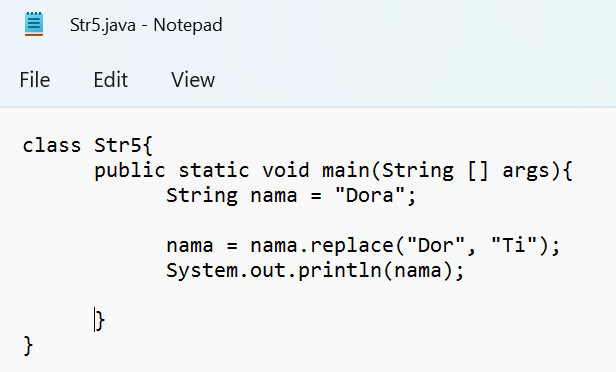 Str5.java - Notepad
File Edit View
class Str5{
public static void main(String [] args){
String nama = "Dora";
nama = nama.replace("Dor", "Ti");
System.out.println(nama);
}
}